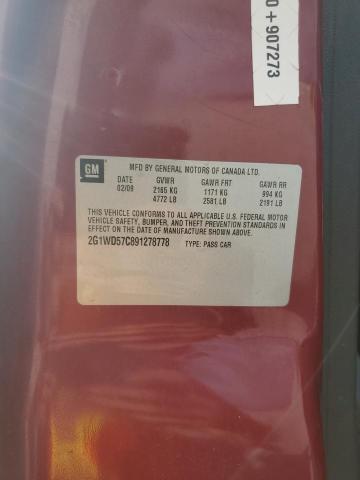 0+907273
GM
MFD BY GENERAL MOTORS OF CANADA LTD.
DATE GVWR GAWR FRT GAWR RR
02/09 2165 KG 1171 KG 994 KG
4772 LB 2581 LB 2191 LB
THIS VEHICLE CONFORMS TO ALL APPLICABLE U.S. FEDERAL MOTOR
VEHICLE SAFETY, BUMPER, AND THEFT PREVENTION STANDARDS IN
EFFECT ON THE DATE OF MANUFACTURE SHOWN ABOVE.
2G1WD57C891278778 TYPE: PASS CAR